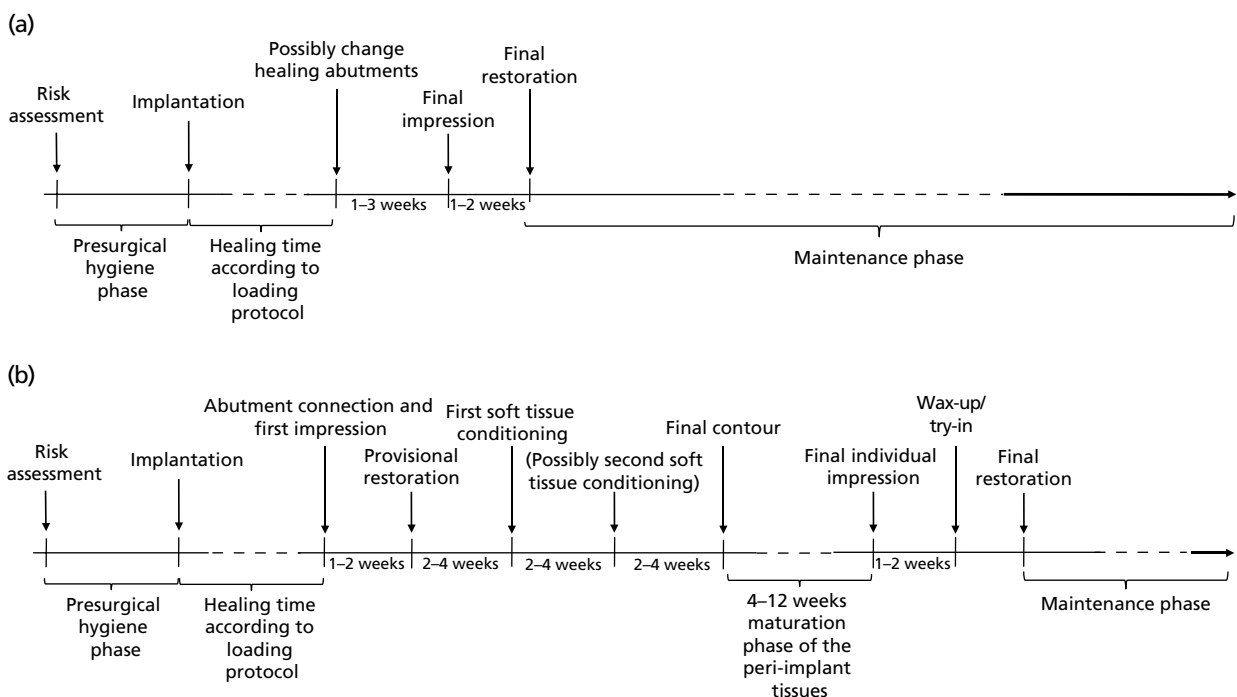 (a)
Possibly change
healing abutments
Final
restoration
Risk
assessment
Implantation
Final
impression
1–3 weeks
1–2 weeks
Presurgical
hygiene
phase
Healing time
according to
loading
protocol
Maintenance phase
(b)
Abutment connection and
first impression
First soft tissue
conditioning
Wax-up/
try-in
Risk
assessment
Implantation
Provisional
restoration
(Possibly second soft
tissue conditioning)
Final contour
Final individual
impression
Final
restoration
1–2 weeks
2–4 weeks
2–4 weeks
2–4 weeks
1–2 weeks
Presurgical
hygiene
phase
Healing time
according to
loading
protocol
4–12 weeks
maturation
phase of the
peri-implant
tissues
Maintenance phase